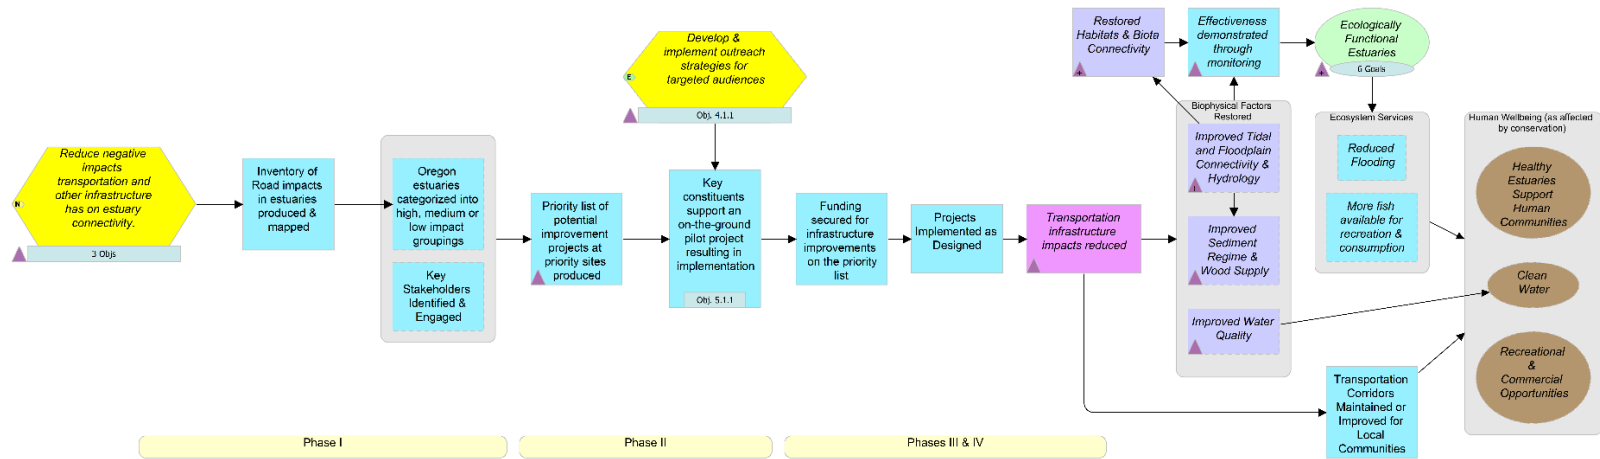 Reduce negative
impacts
transportation and
other infrastructure
has on estuary
connectivity.
N
3 Objs
Inventory of
Road impacts
in estuaries
produced &
mapped
Oregon
estuaries
categorized into
high, medium or
low impact
groupings
Key
Stakeholders
Identified &
Engaged
Priority list of
potential
improvement
projects at
priority sites
produced
Develop &
implement outreach
strategies for
targeted audiences
E
Obj. 4.1.1
Key
constituents
support an
on-the-ground
pilot project
resulting in
implementation
Obj. 5.1.1
Funding
secured for
infrastructure
improvements
on the priority
list
Projects
Implemented as
Designed
Transportation
infrastructure
impacts reduced
Restored
Habitats & Biota
Connectivity
Effectiveness
demonstrated
through
monitoring
Ecologically
Functional
Estuaries
6 Goals
Biophysical Factors
Restored
Improved Tidal
and Floodplain
Connectivity &
Hydrology
Improved
Sediment
Regime &
Wood Supply
Improved Water
Quality
Ecosystem Services
Reduced
Flooding
More fish
available for
recreation &
consumption
Human Wellbeing (as affected
by conservation)
Healthy
Estuaries
Support
Human
Communities
Clean
Water
Recreational
&
Commercial
Opportunities
Transportation
Corridors
Maintained or
Improved for
Local
Communities
Phase I
Phase II
Phases III & IV